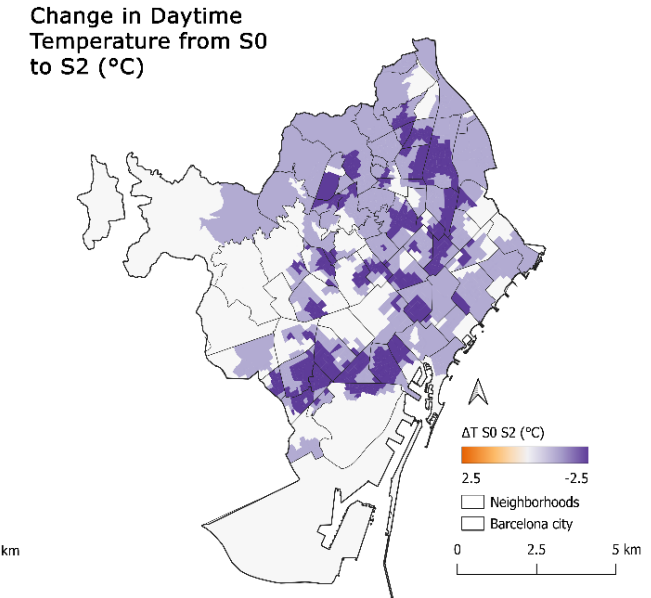 Change in Daytime
Temperature from S0
to S2 (°C)
ΔT S0 S2 (°C)
2.5 -2.5
Neighborhoods
Barcelona city
km
0 2.5 5 km